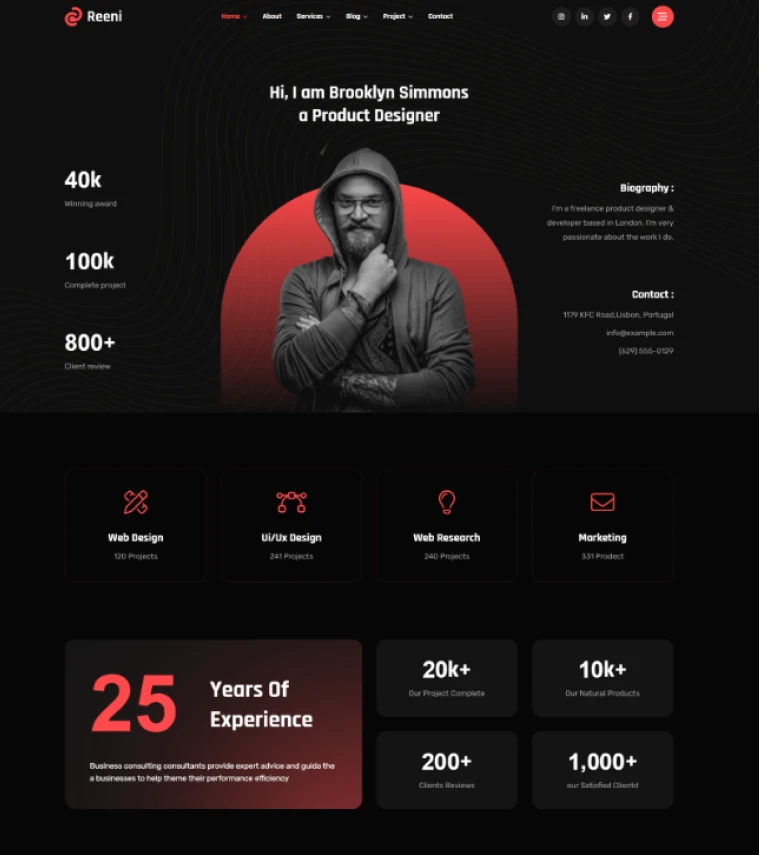 Reeni
Home About Services Blog Project Contact
Hi, I am Brooklyn Simmons
a Product Designer
40k
Winning award
100k
Complete project
800+
Client review
Biography :
I'm a freelance product designer &
developer based in London. I'm very
passionate about the work I do.
Contact :
1179 KFC Road,Lisbon, Portugal
info@example.com
(629) 555-0129
Web Design
120 Projects
Ui/Ux Design
241 Projects
Web Research
240 Projects
Marketing
331 Prodect
25
Years Of
Experience
Business consulting consultants provide expert advice and guida the
a businesses to help theme their performance efficiency
20k+
Our Project Complete
10k+
Our Natural Products
200+
Clients Reviews
1,000+
our Satisfied Clientd